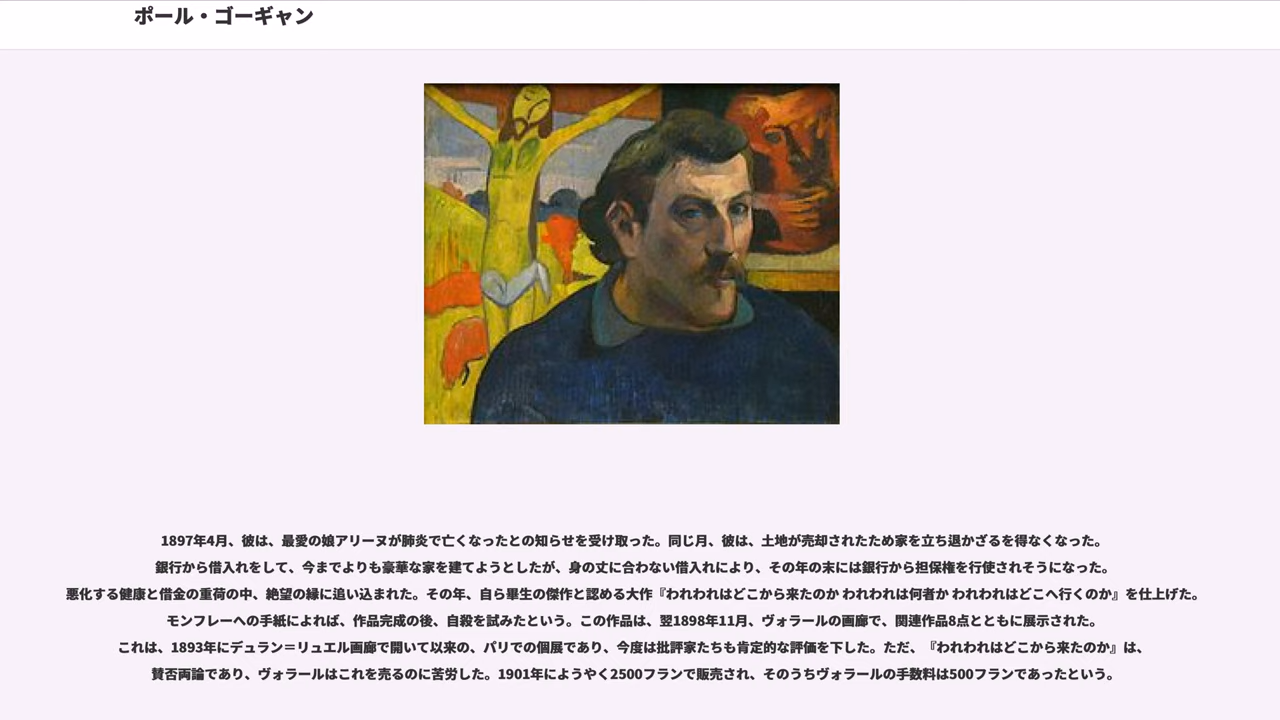 ポール・ゴーギャン
1897年4月、彼は、最愛の娘アリーヌが肺炎で亡くなったとの知らせを受け取った。同じ月、彼は、土地が売却されたため家を立ち退かざるを得なくなった。
銀行から借入れをして、今までよりも豪華な家を建てようとしたが、身の丈に合わない借入れにより、その年の末には銀行から担保権を行使されそうになった。
悪化する健康と借金の重荷の中、絶望の縁に追い込まれた。その年、自ら畢生の傑作と認める大作『われわれはどこから来たのか われわれは何者か われわれはどこへ行くのか』を仕上げた。
モンフレーへの手紙によれば、作品完成の後、自殺を試みたという。この作品は、翌1898年11月、ヴォラールの画廊で、関連作品8点とともに展示された。
これは、1893年にデュラン＝リュエル画廊で開いて以来の、パリでの個展であり、今度は批評家たちも肯定的な評価を下した。ただ、『われわれはどこから来たのか』は、
賛否両論であり、ヴォラールはこれを売るのに苦労した。1901年にようやく2500フランで販売され、そのうちヴォラールの手数料は500フランであったという。